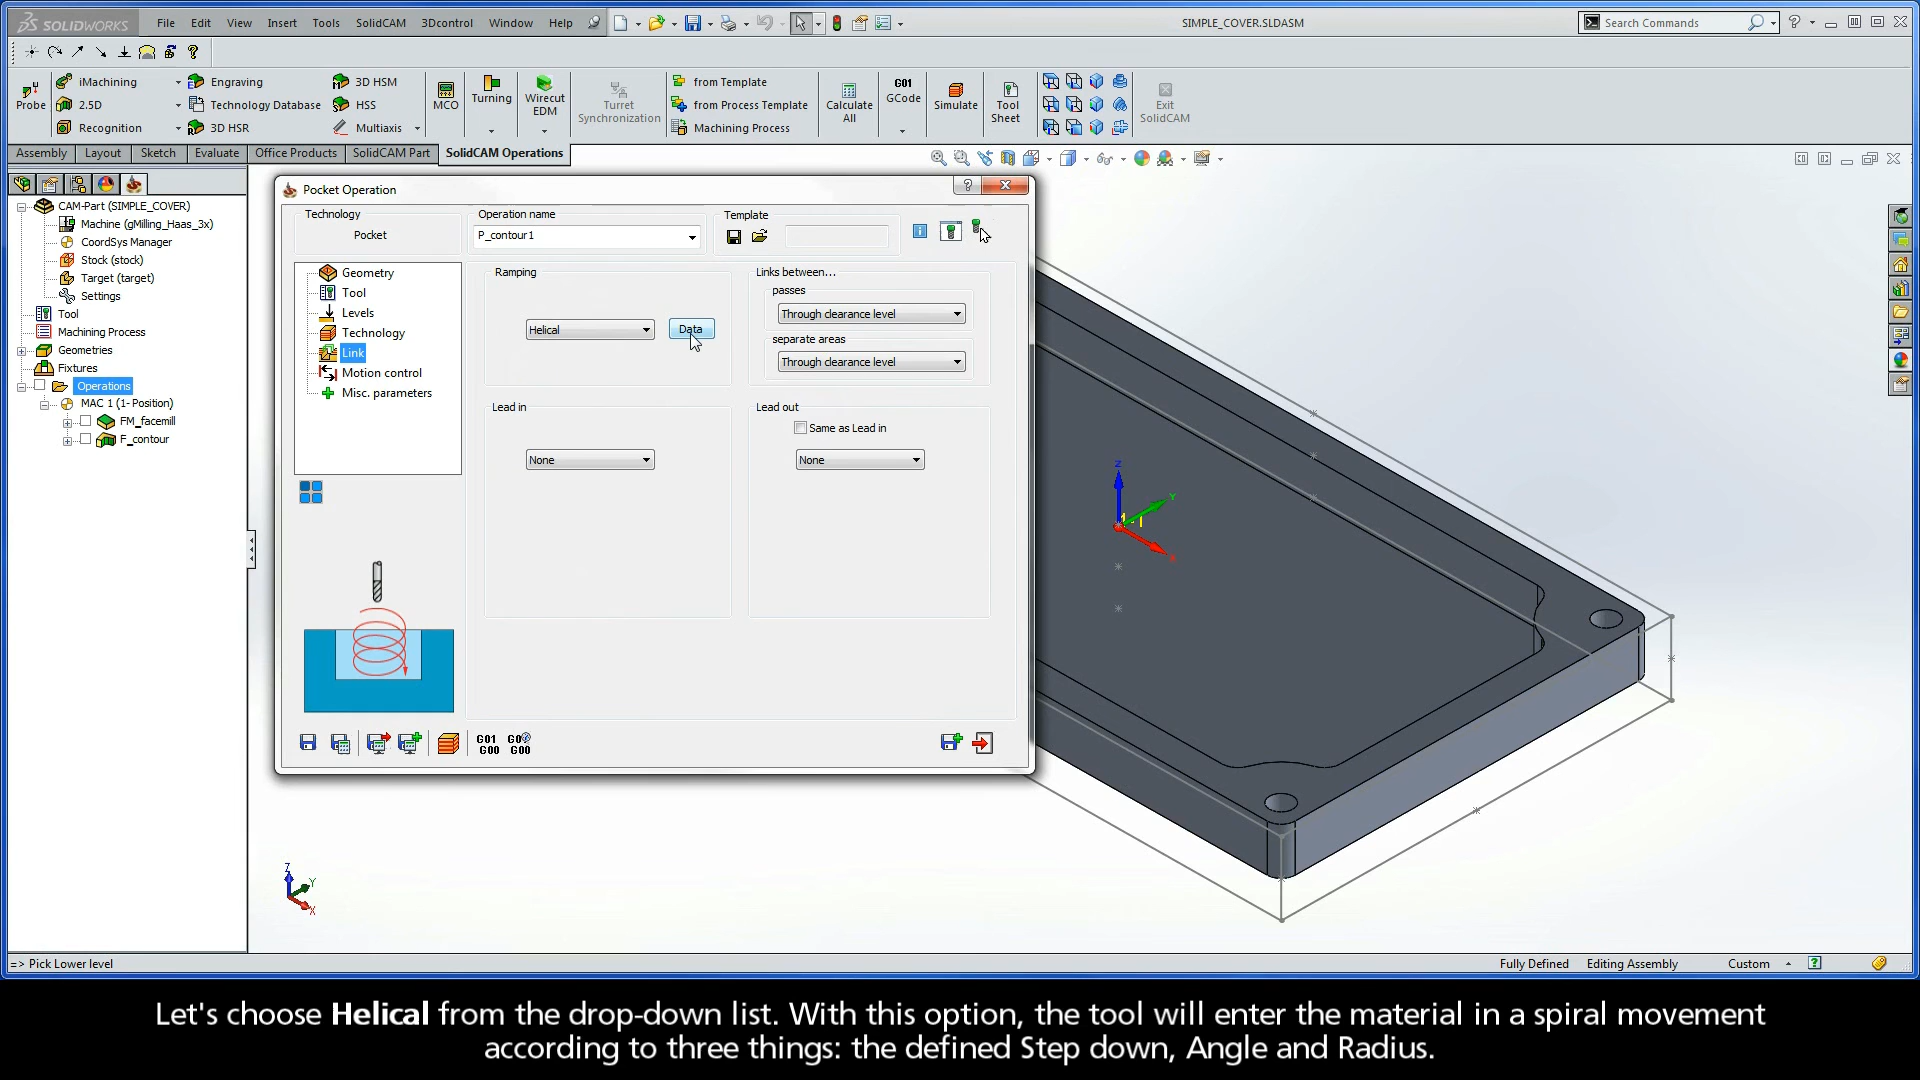 SOLIDWORKS File Edit View Insert Tools SolidCAM 3Dcontrol Window Help SIMPLE_COVER.SLDASM Search Commands
iMachining Engraving 3D HSM from Template
Probe 2.5D Technology Database HSS MCO Turning Wirecut EDM Turret Synchronization from Process Template Calculate All G01 GCode Simulate Tool Sheet Exit SolidCAM
Recognition 3D HSR Multiaxis Machining Process
Assembly Layout Sketch Evaluate Office Products SolidCAM Part SolidCAM Operations
CAM-Part (SIMPLE_COVER)
Machine (gMilling_Haas_3x)
CoordSys Manager
Stock (stock)
Target (target)
Settings
Tool
Machining Process
Geometries
Fixtures
Operations
MAC 1 (1- Position)
FM_facemill
F_contour
Pocket Operation
Technology
Pocket
Operation name
P_contour1
Template
Geometry
Tool
Levels
Technology
Link
Motion control
Misc. parameters
Ramping
Helical Data
Links between...
passes
Through clearance level
separate areas
Through clearance level
Lead in
None
Lead out
Same as Lead in
None
G01 G00
G00
Z
Y
X
Z
Y
X
=> Pick Lower level Fully Defined Editing Assembly Custom
Let's choose Helical from the drop-down list. With this option, the tool will enter the material in a spiral movement
according to three things: the defined Step down, Angle and Radius.